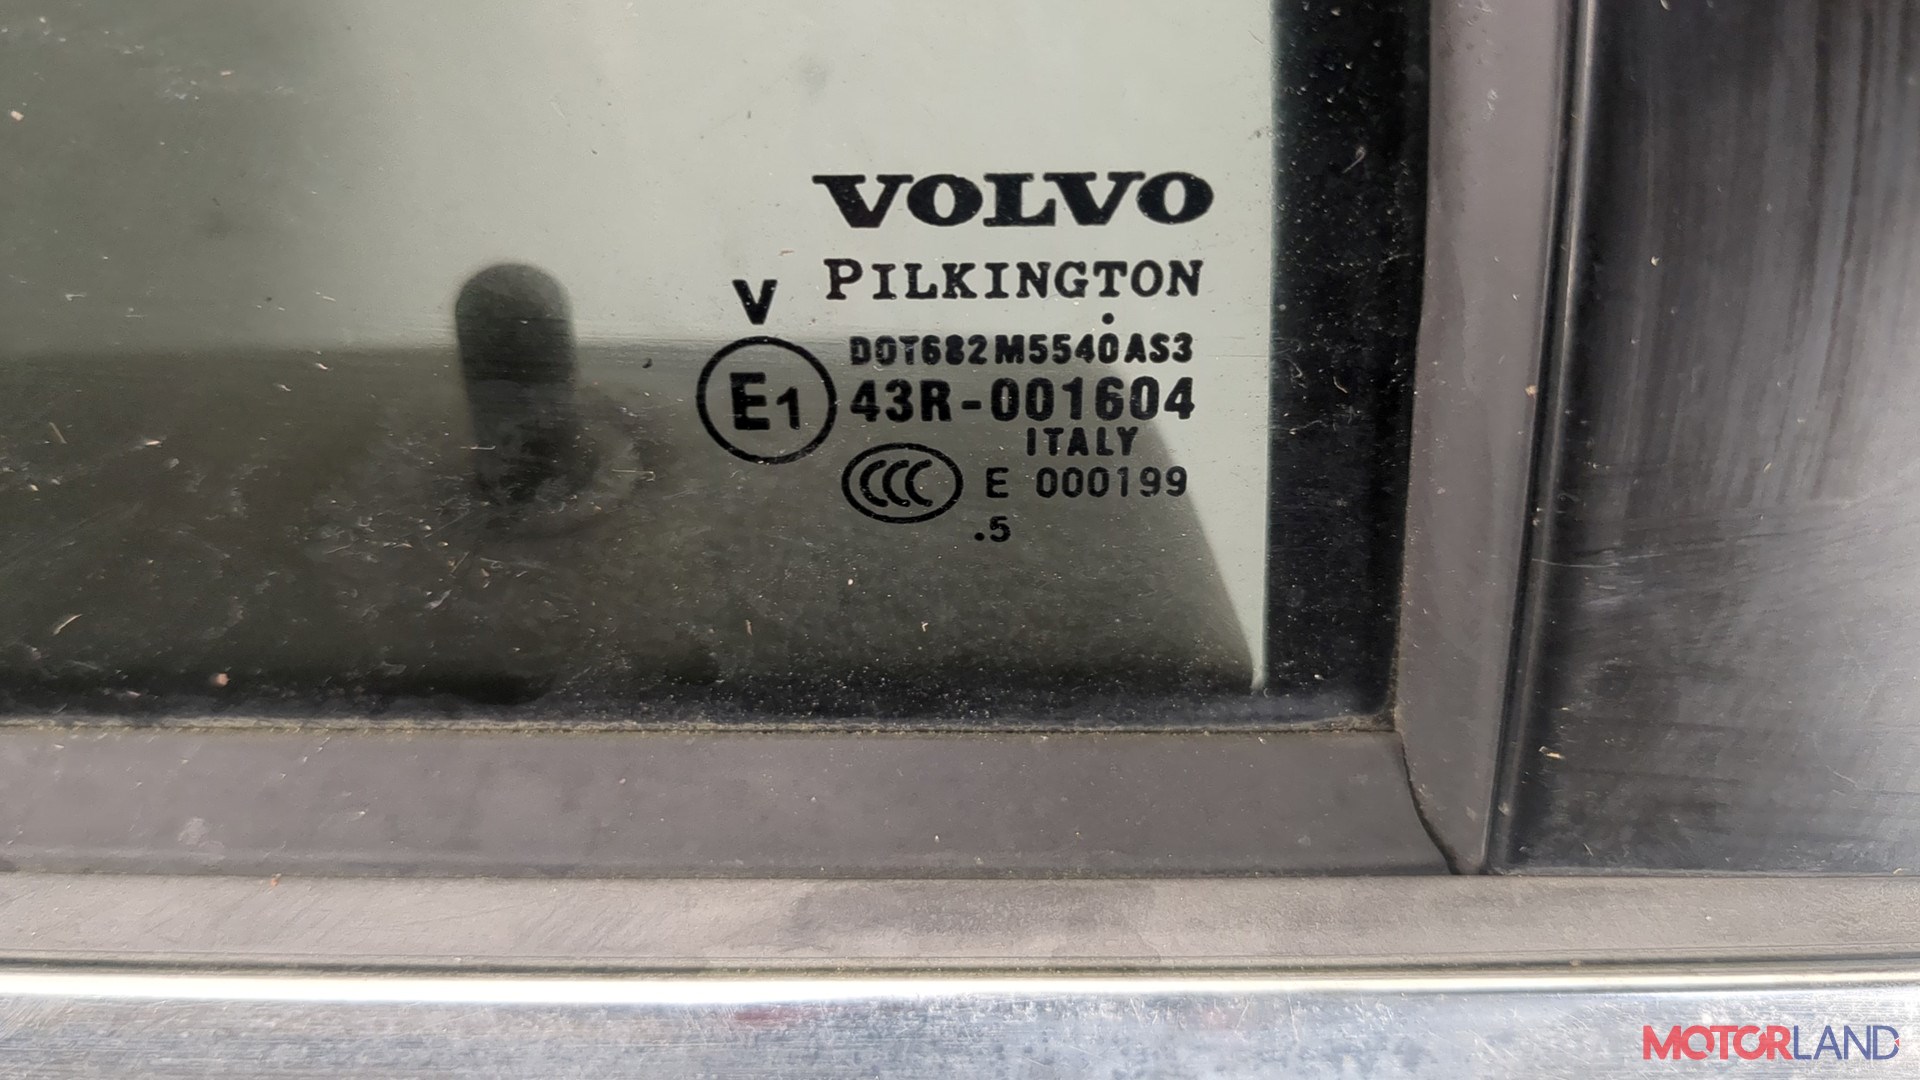 VOLVO
PILKINGTON
V
.
DOT682M5540AS3
E1 43R-001604
ITALY
CCC E 000199
.5
MOTORLAND